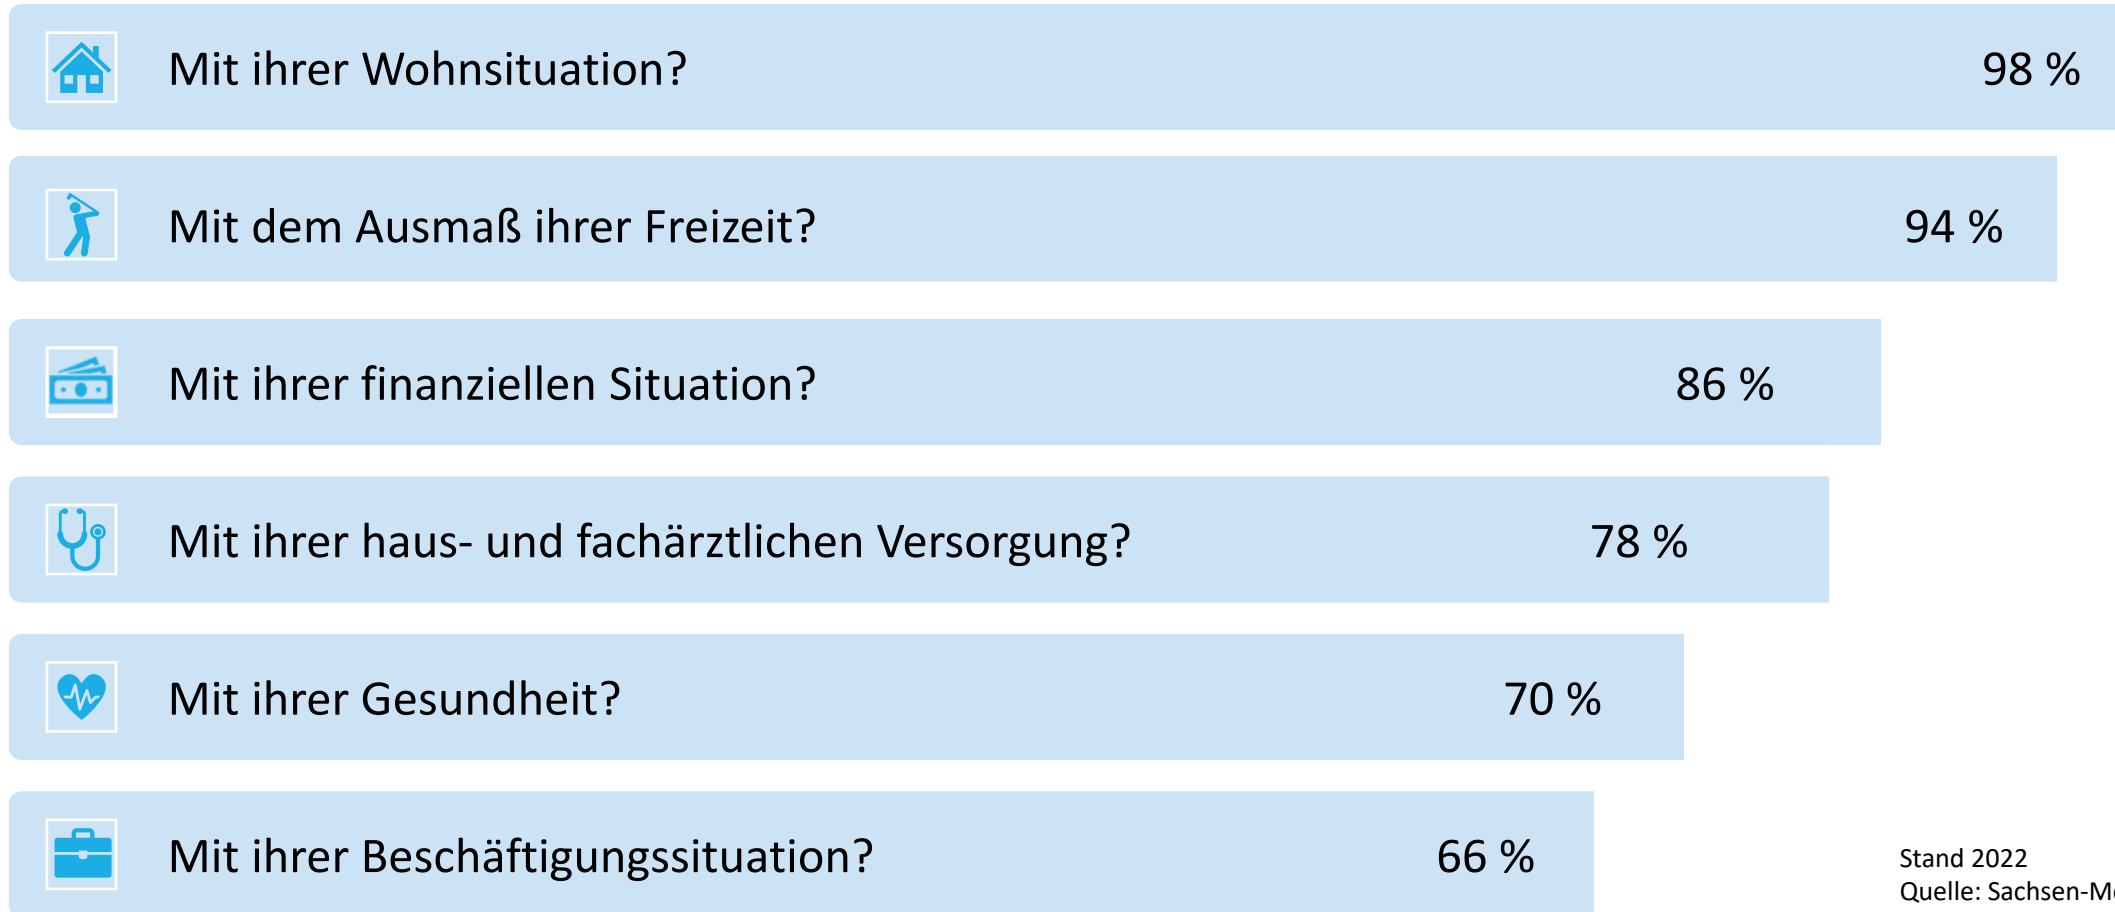 Mit ihrer Wohnsituation? 98 %
Mit dem Ausmaß ihrer Freizeit? 94 %
Mit ihrer finanziellen Situation? 86 %
Mit ihrer haus- und fachärztlichen Versorgung? 78 %
Mit ihrer Gesundheit? 70 %
Mit ihrer Beschäftigungssituation? 66 %
Stand 2022
Quelle: Sachsen-M